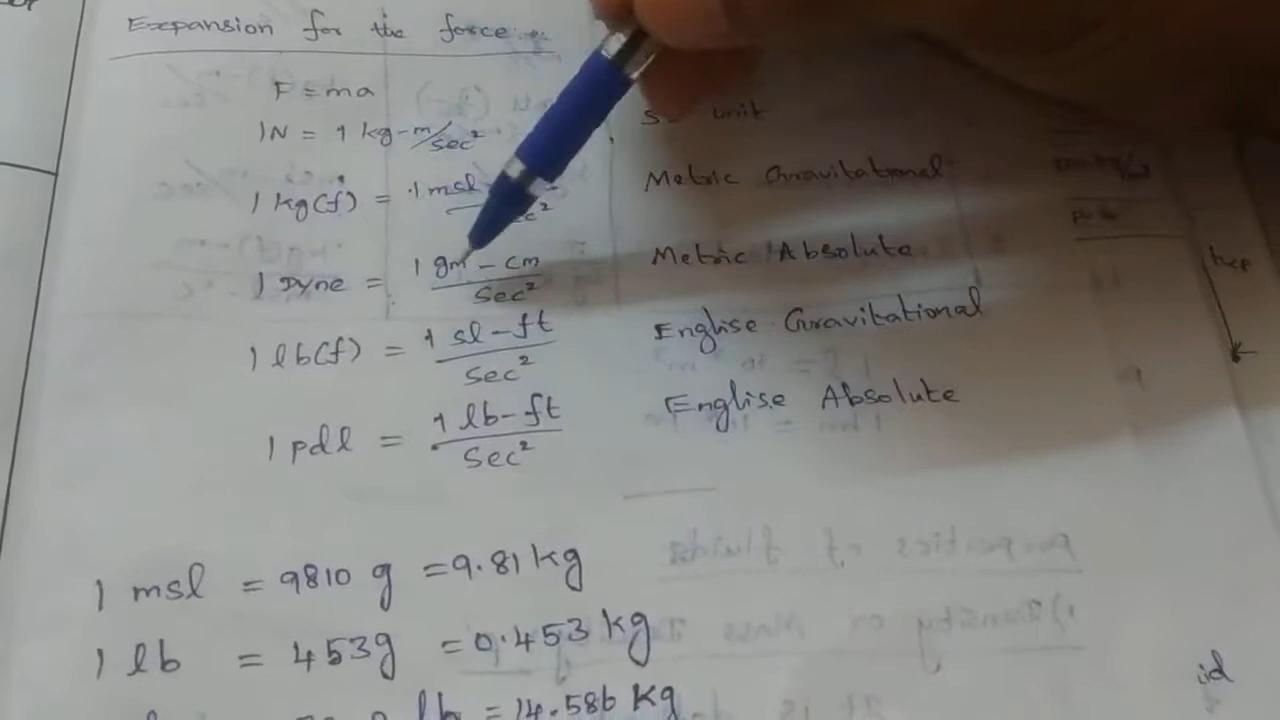 Expansion for the force
F = ma
1N = 1 kg-m/sec² unit
1 kg(f) = 1 msl Metric Gravitational
1 Dyne = 1 gm-cm/sec² Metric Absolute
1 lb(f) = 1 sl-ft/sec² Englise Gravitational
1 pdl = 1 lb-ft/sec² Englise Absolute
1 msl = 9810 g = 9.81 kg
1 lb = 453g = 0.453 kg
lb = 14.586 kg
id